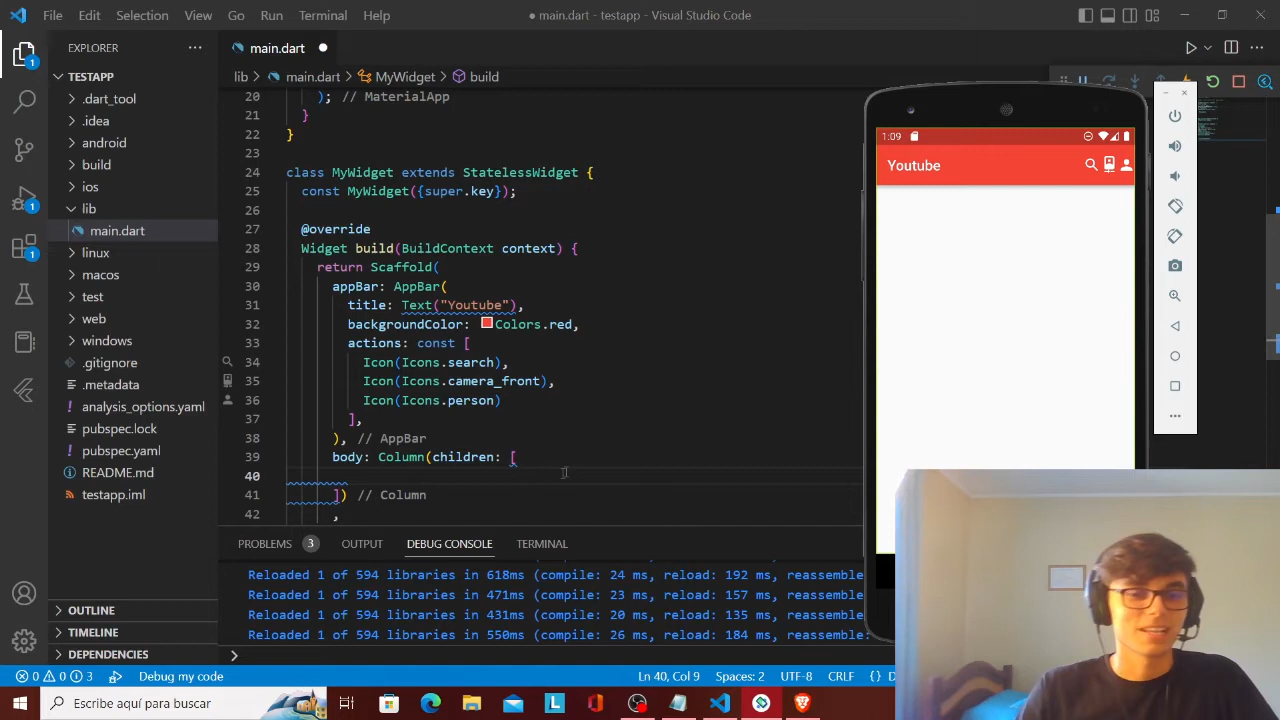 File Edit Selection View Go Run Terminal Help
● main.dart - testapp - Visual Studio Code
EXPLORER
TESTAPP
.dart_tool
.idea
android
build
ios
lib
main.dart
linux
macos
test
web
windows
.gitignore
.metadata
analysis_options.yaml
pubspec.lock
pubspec.yaml
README.md
testapp.iml
OUTLINE
TIMELINE
DEPENDENCIES
1
1
1
main.dart
lib > main.dart > MyWidget > build
20 ); // MaterialApp
21 }
22 }
23
24 class MyWidget extends StatelessWidget {
25 const MyWidget({super.key});
26
27 @override
28 Widget build(BuildContext context) {
29 return Scaffold(
30 appBar: AppBar(
31 title: Text("Youtube"),
32 backgroundColor: Colors.red,
33 actions: const [
34 Icon(Icons.search),
35 Icon(Icons.camera_front),
36 Icon(Icons.person)
37 ],
38 ), // AppBar
39 body: Column(children: [
40
41 ]) // Column
42 ,
PROBLEMS 3 OUTPUT DEBUG CONSOLE TERMINAL
Reloaded 1 of 594 libraries in 618ms (compile: 24 ms, reload: 192 ms, reassemble
Reloaded 1 of 594 libraries in 471ms (compile: 23 ms, reload: 157 ms, reassemble
Reloaded 1 of 594 libraries in 431ms (compile: 20 ms, reload: 135 ms, reassemble
Reloaded 1 of 594 libraries in 550ms (compile: 26 ms, reload: 184 ms, reassemble
1:09
Youtube
0 0 3 Debug my code
Ln 40, Col 9 Spaces: 2 UTF-8 CRLF {} D
Escribe aquí para buscar